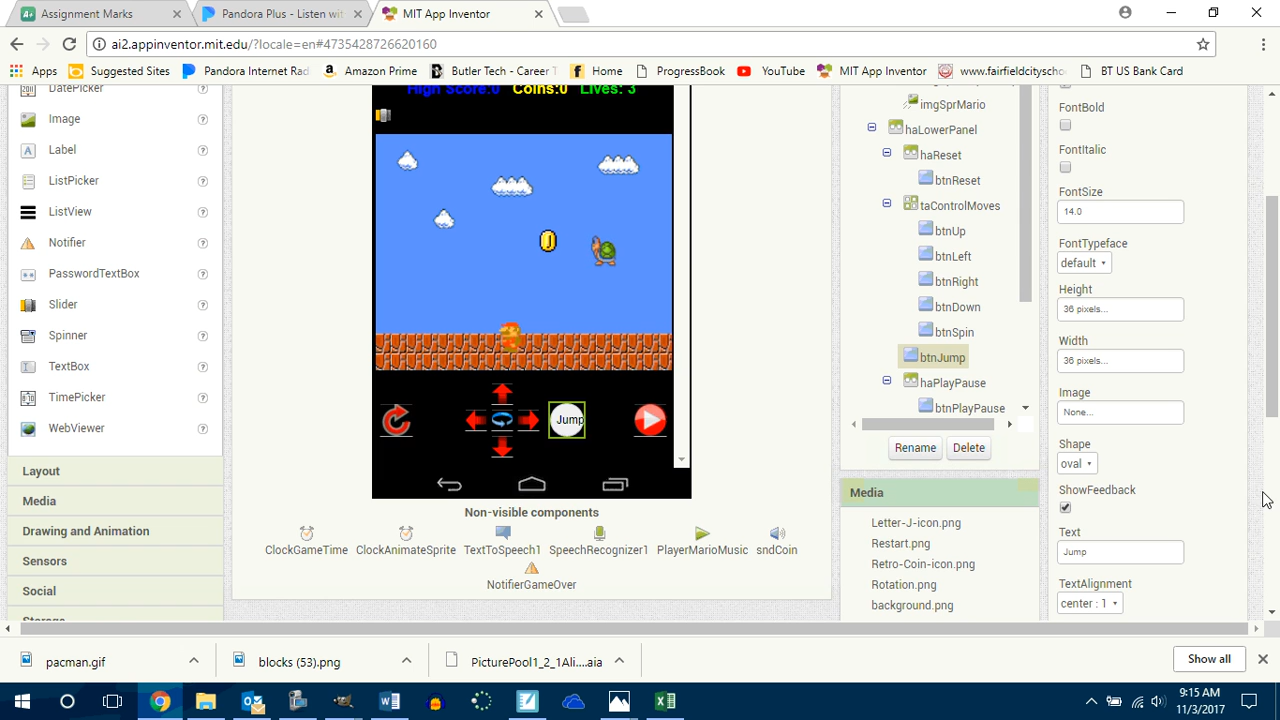 Assignment Marks
Pandora Plus - Listen wit
MIT App Inventor
ai2.appinventor.mit.edu/?locale=en#4735428726620160
Apps
Suggested Sites
Pandora Internet Rad
Amazon Prime
Butler Tech - Career T
Home
ProgressBook
YouTube
MIT App Inventor
www.fairfieldcityscho
BT US Bank Card
DatePicker
Image
Label
ListPicker
ListView
Notifier
PasswordTextBox
Slider
Spinner
TextBox
TimePicker
WebViewer
Layout
Media
Drawing and Animation
Sensors
Social
Storage
High Score:0 Coins:0 Lives: 3
J
Jump
Non-visible components
ClockGameTime
ClockAnimateSprite
TextToSpeech1
SpeechRecognizer1
PlayerMarioMusic
sndCoin
NotifierGameOver
imgSprMario
haLowerPanel
haReset
btnReset
taControlMoves
btnUp
btnLeft
btnRight
btnDown
btnSpin
btnJump
haPlayPause
btnPlayPause
Rename
Delete
Media
Letter-J-icon.png
Restart.png
Retro-Coin-icon.png
Rotation.png
background.png
FontBold
FontItalic
FontSize
14.0
FontTypeface
default
Height
36 pixels...
Width
36 pixels...
Image
None...
Shape
oval
ShowFeedback
Text
Jump
TextAlignment
center : 1
pacman.gif
blocks (53).png
PicturePool1_2_1Ali....aia
Show all
9:15 AM
11/3/2017